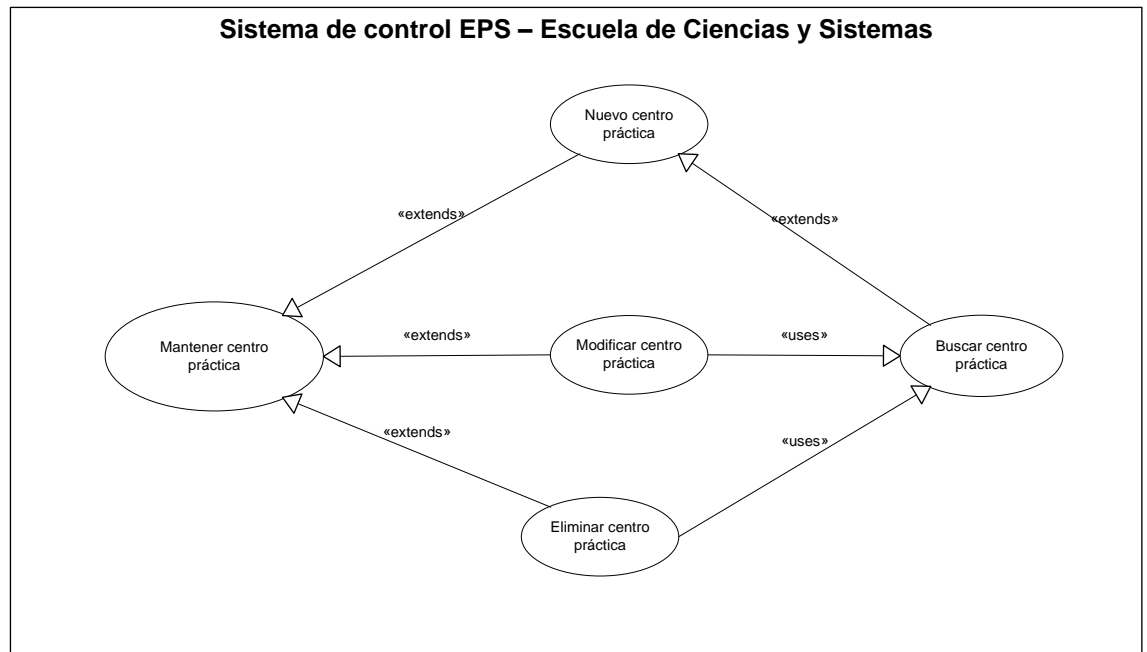 Sistema de control EPS – Escuela de Ciencias y Sistemas
Nuevo centro
práctica
«extends»
«extends»
Mantener centro
práctica
«extends»
Modificar centro
práctica
«uses»
Buscar centro
práctica
«extends»
«uses»
Eliminar centro
práctica